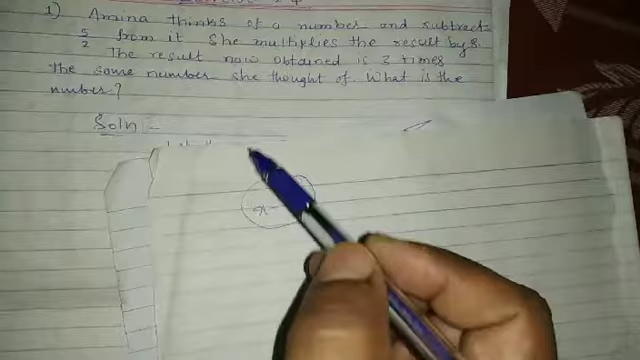 1) Amina thinks of a number and subtracts
5/2 from it She multiplies the result by 8.
The result now obtained is 3 times
the same number she thought of. What is the
number?
Soln :-
x